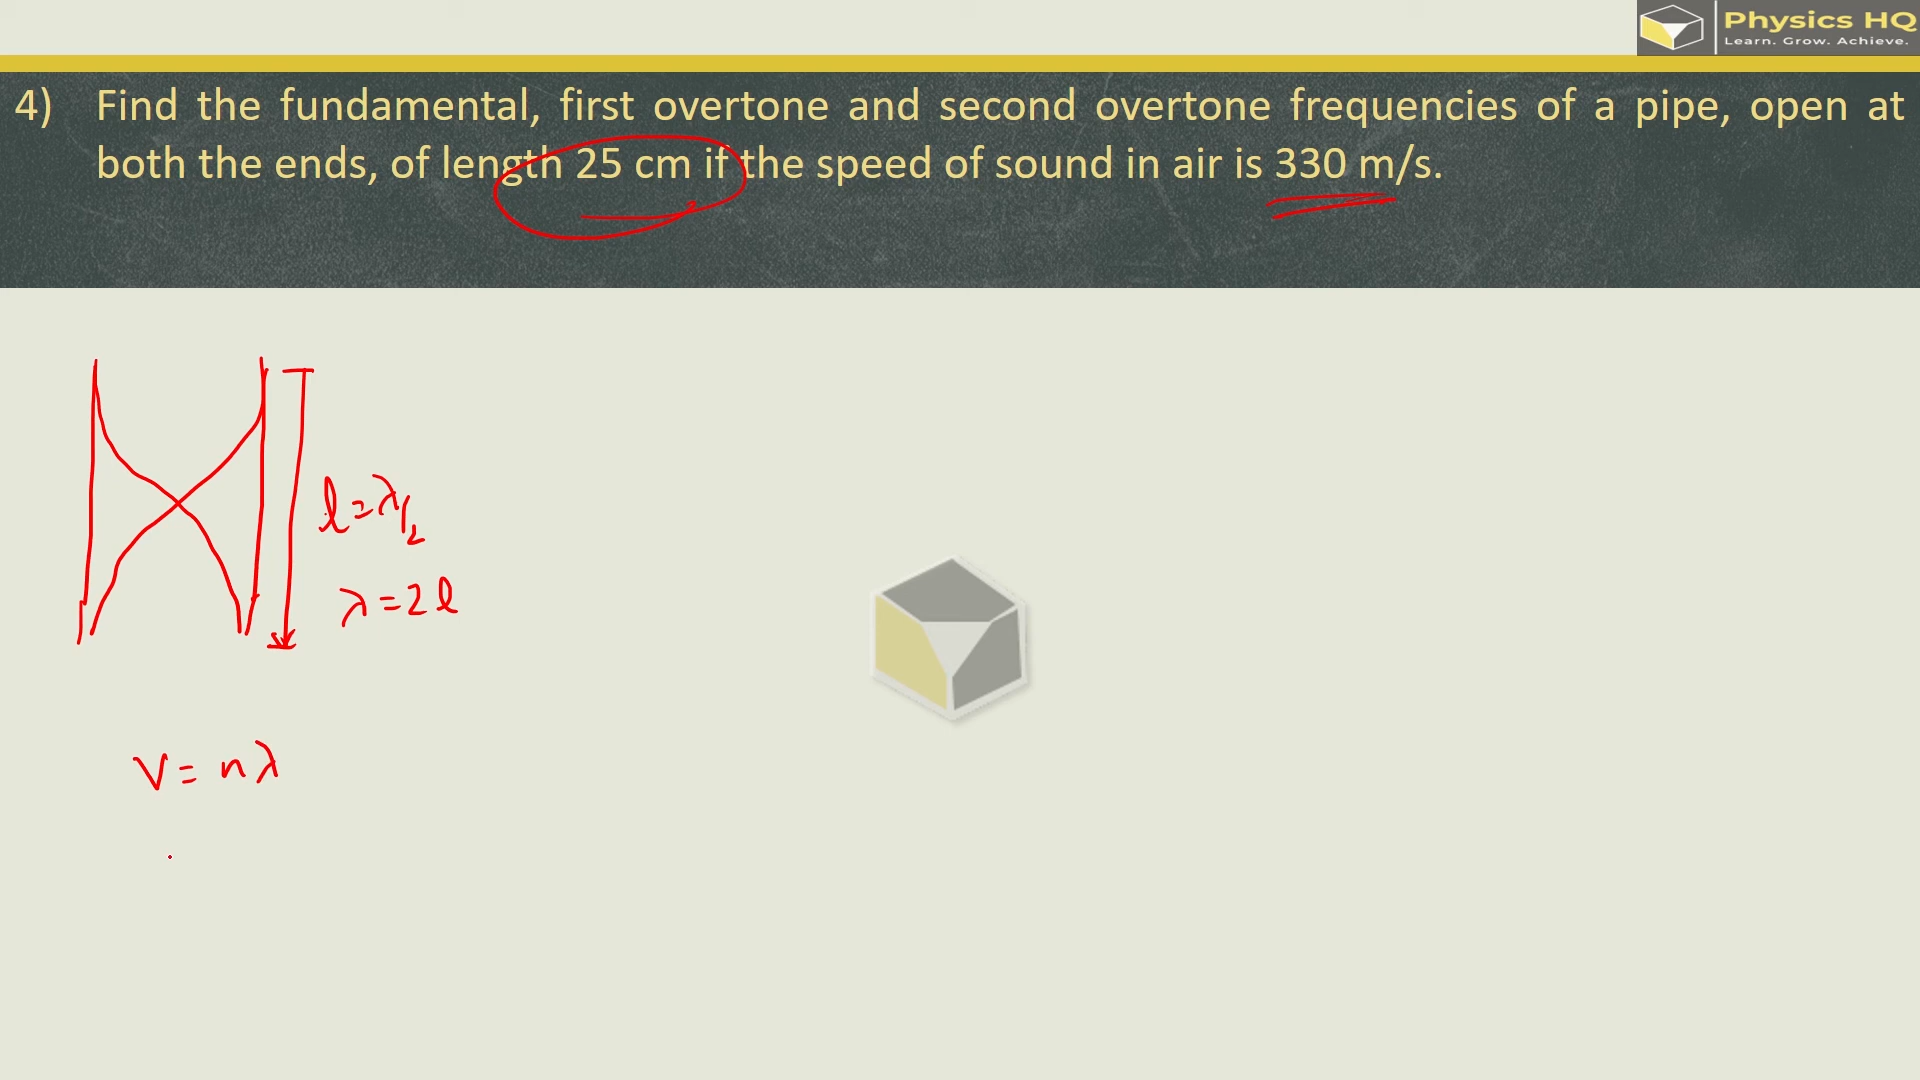 Physics HQ
Learn. Grow. Achieve.
4) Find the fundamental, first overtone and second overtone frequencies of a pipe, open at
both the ends, of length 25 cm if the speed of sound in air is 330 m/s.
l=λ/2
λ=2l
V= nλ